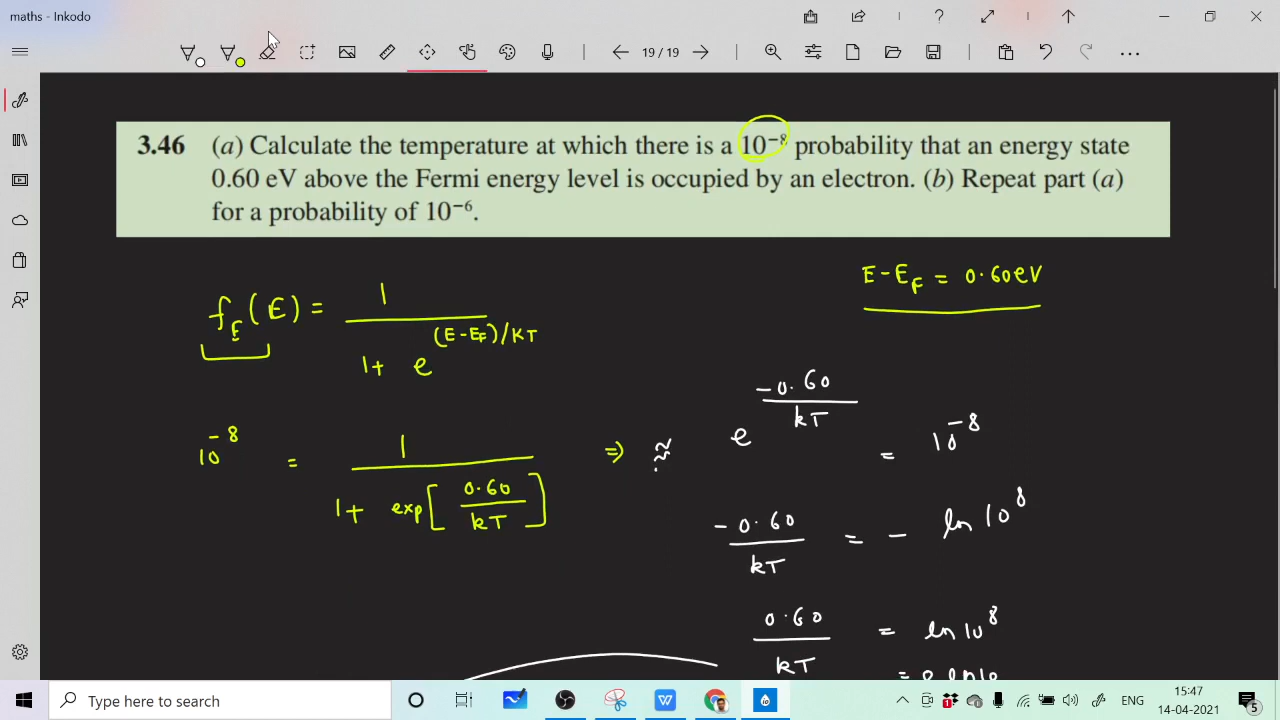 maths - Inkodo
19 / 19
3.46 (a) Calculate the temperature at which there is a 10⁻⁸ probability that an energy state
0.60 eV above the Fermi energy level is occupied by an electron. (b) Repeat part (a)
for a probability of 10⁻⁶.
E-E_F = 0.60eV
f_F(E) = 1 / (1+ e^((E-E_F)/kT))
10⁻⁸ = 1 / (1+ exp[0.60/kT]) ⇒ ≈ e^(-0.60/kT) = 10⁻⁸
-0.60/kT = - ln 10⁸
0.60/kT = ln 10⁸
= 8 ln 10
Type here to search
ENG
15:47
14-04-2021
5